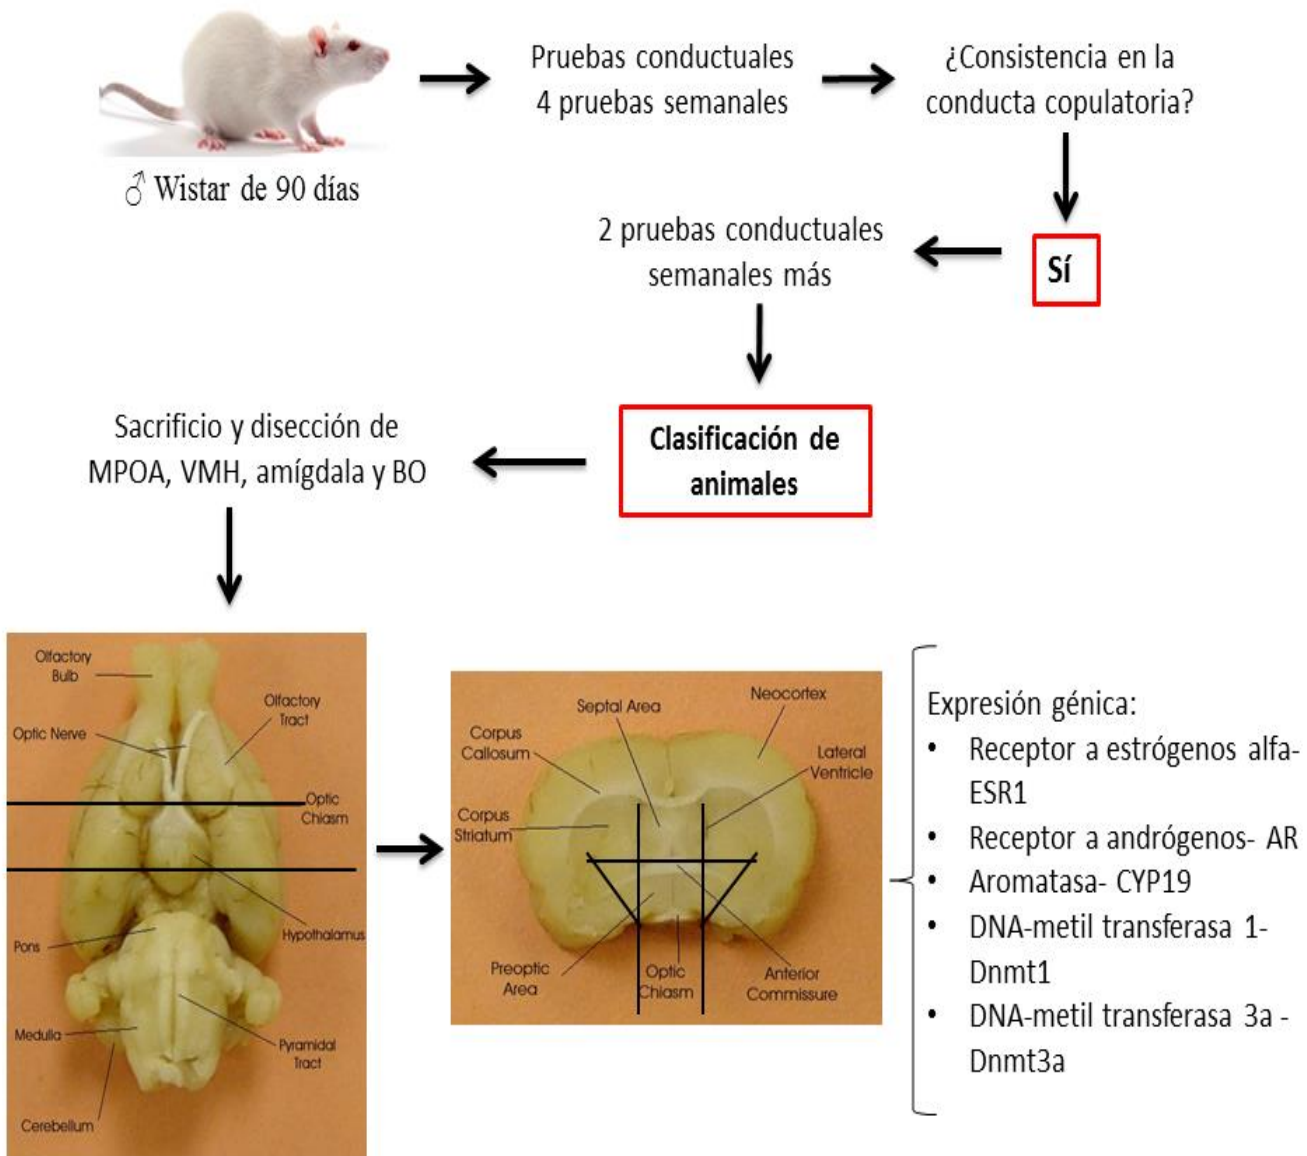 Pruebas conductuales
4 pruebas semanales
¿Consistencia en la
conducta copulatoria?
♂ Wistar de 90 días
2 pruebas conductuales
semanales más
Sí
Clasificación de
animales
Sacrificio y disección de
MPOA, VMH, amígdala y BO
Olfactory
Bulb
Olfactory
Tract
Optic Nerve
Optic
Chiasm
Hypothalamus
Pons
Medulla
Pyramidal
Tract
Cerebellum
Septal Area
Neocortex
Corpus
Callosum
Lateral
Ventricle
Corpus
Striatum
Preoptic
Area
Optic
Chiasm
Anterior
Commissure
Expresión génica:
• Receptor a estrógenos alfa-
ESR1
• Receptor a andrógenos- AR
• Aromatasa- CYP19
• DNA-metil transferasa 1-
Dnmt1
• DNA-metil transferasa 3a -
Dnmt3a